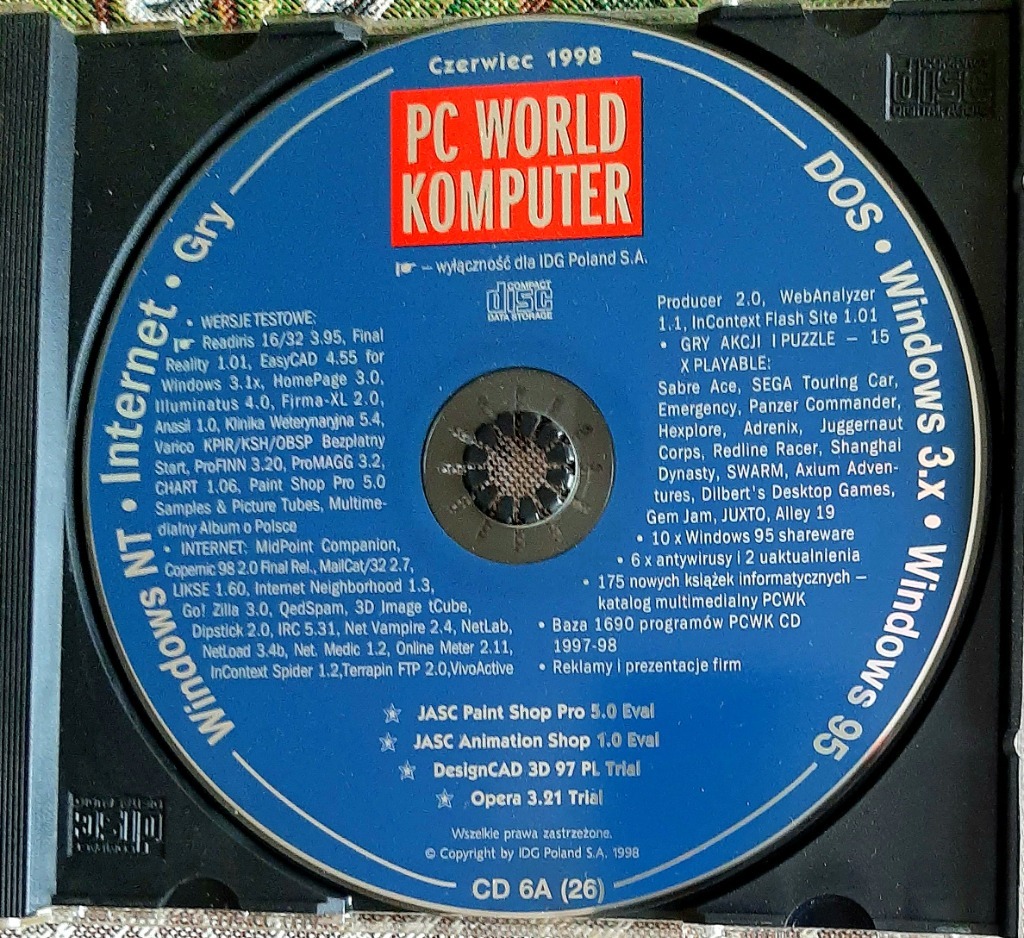 Czerwiec 1998
PC WORLD
KOMPUTER
– wyłączność dla IDG Poland S.A.
COMPACT
disc
DATA STORAGE
Windows NT • Internet • Gry
DOS • Windows 3.x • Windows 95
• WERSJE TESTOWE:
Readiris 16/32 3.95, Final
Reality 1.01, EasyCAD 4.55 for
Windows 3.1x, HomePage 3.0,
Illuminatus 4.0, Firma-XL 2.0,
Anasil 1.0, Klinika Weterynaryjna 5.4,
Varico KPIR/KSH/OBSP Bezpłatny
Start, ProFINN 3.20, ProMAGG 3.2,
CHART 1.06, Paint Shop Pro 5.0
Samples & Picture Tubes, Multime-
dialny Album o Polsce
• INTERNET: MidPoint Companion,
Copernic 98 2.0 Final Rel., MailCat/32 2.7,
LIKSE 1.60, Internet Neighborhood 1.3,
Go! Zilla 3.0, QedSpam, 3D Image tCube,
Dipstick 2.0, IRC 5.31, Net Vampire 2.4, NetLab,
NetLoad 3.4b, Net. Medic 1.2, Online Meter 2.11,
InContext Spider 1.2,Terrapin FTP 2.0,VivoActive
Producer 2.0, WebAnalyzer
1.1, InContext Flash Site 1.01
• GRY AKCJI I PUZZLE – 15
X PLAYABLE:
Sabre Ace, SEGA Touring Car,
Emergency, Panzer Commander,
Hexplore, Adrenix, Juggernaut
Corps, Redline Racer, Shanghai
Dynasty, SWARM, Axium Adven-
tures, Dilbert's Desktop Games,
Gem Jam, JUXTO, Alley 19
• 10 x Windows 95 shareware
• 6 x antywirusy i 2 uaktualnienia
• 175 nowych książek informatycznych –
katalog multimedialny PCWK
• Baza 1690 programów PCWK CD
1997-98
• Reklamy i prezentacje firm
JASC Paint Shop Pro 5.0 Eval
JASC Animation Shop 1.0 Eval
DesignCAD 3D 97 PL Trial
Opera 3.21 Trial
Wszelkie prawa zastrzeżone.
© Copyright by IDG Poland S.A. 1998
CD 6A (26)
disc
disc